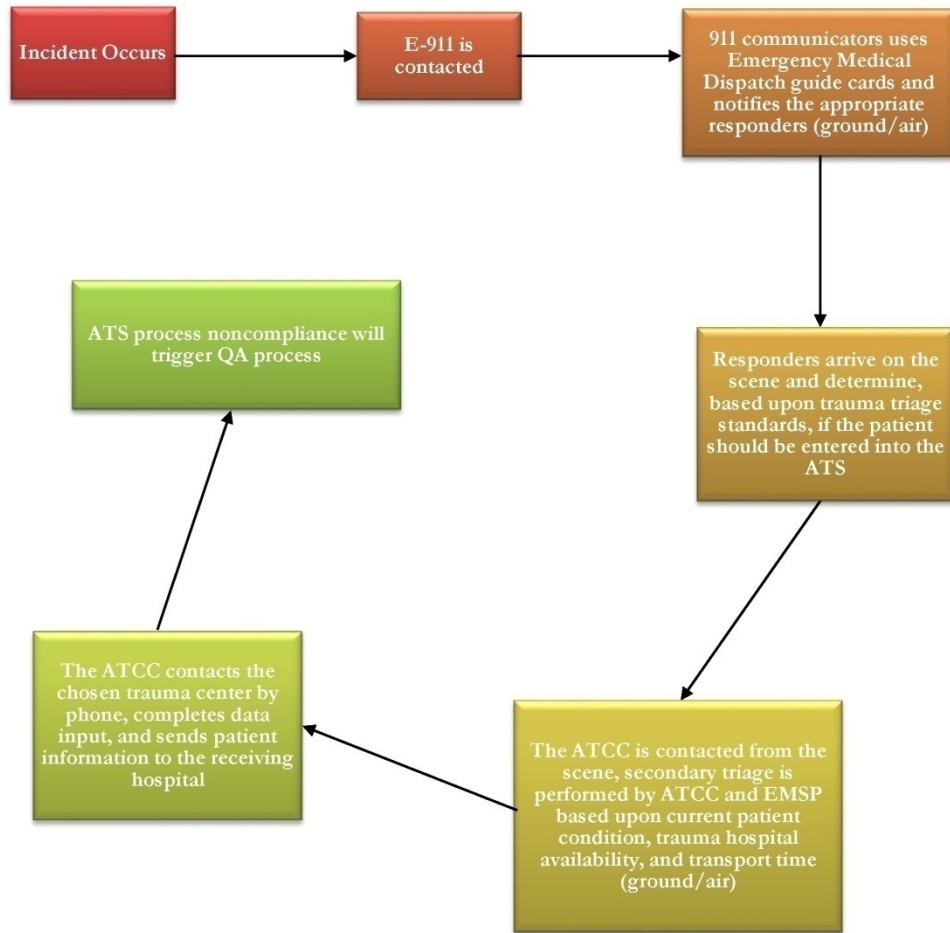 Incident Occurs
E-911 is
contacted
911 communicators uses
Emergency Medical
Dispatch guide cards and
notifies the appropriate
responders (ground/air)
Responders arrive on the
scene and determine,
based upon trauma triage
standards, if the patient
should be entered into the
ATS
The ATCC is contacted from the
scene, secondary triage is
performed by ATCC and EMSP
based upon current patient
condition, trauma hospital
availability, and transport time
(ground/air)
The ATCC contacts the
chosen trauma center by
phone, completes data
input, and sends patient
information to the receiving
hospital
ATS process noncompliance will
trigger QA process